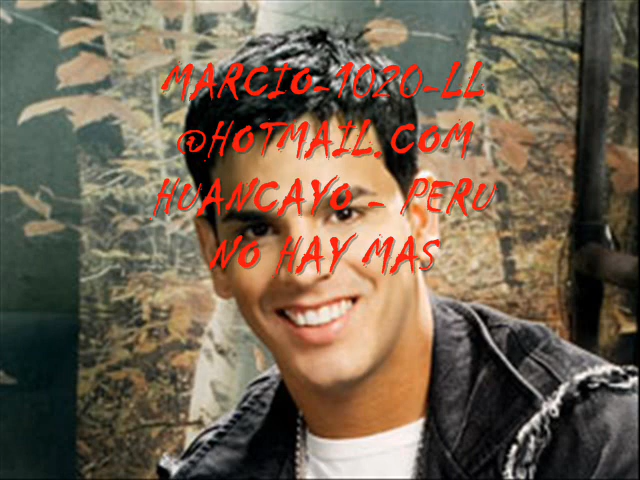 MARCIO-1020-LL
@HOTMAIL.COM
HUANCAYO - PERU
NO HAY MAS